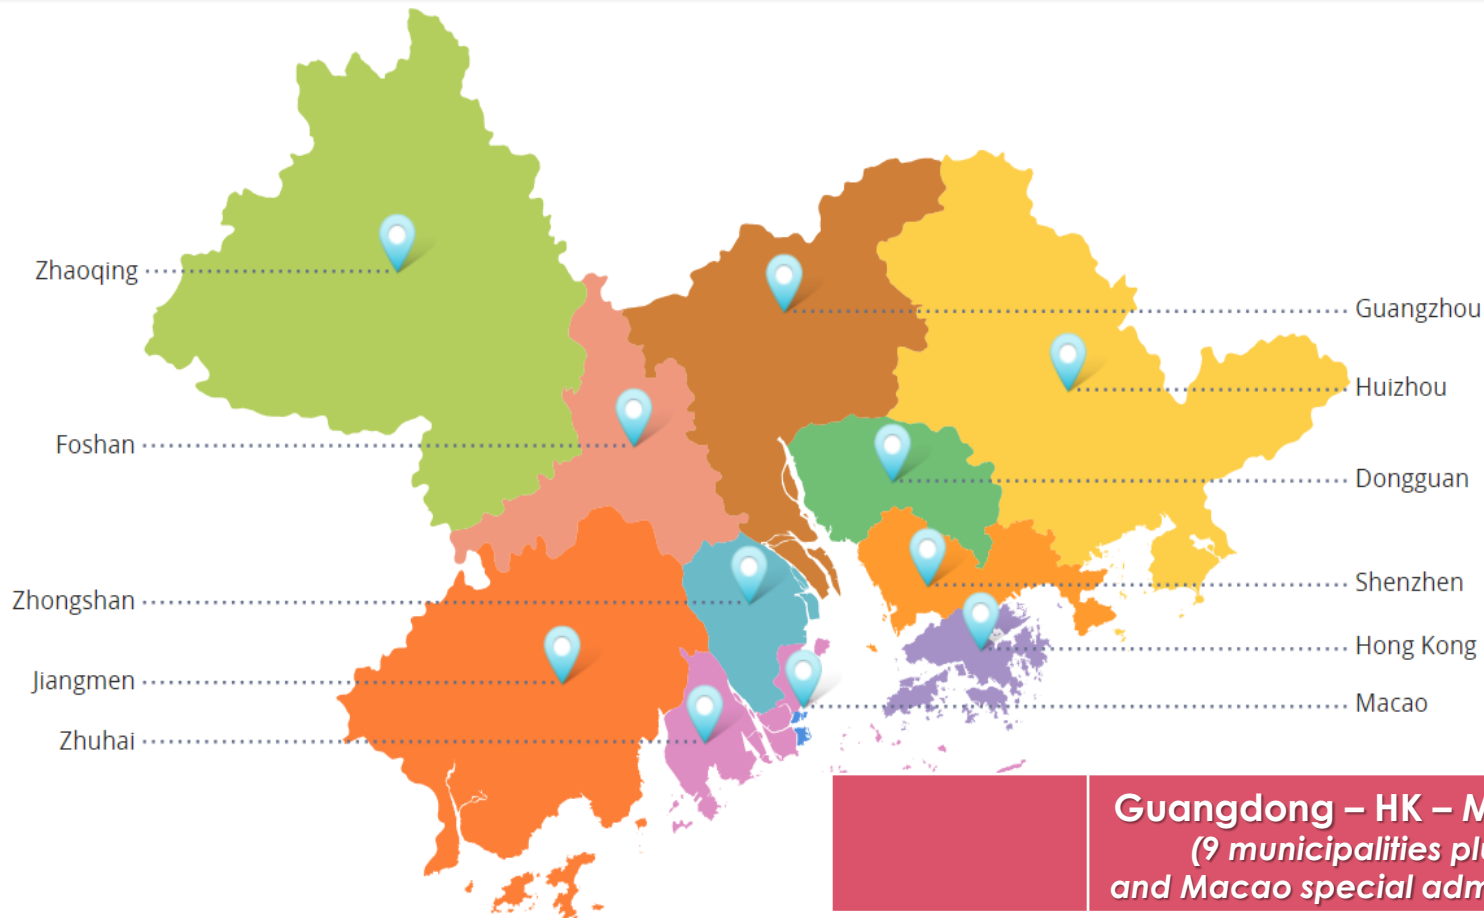 Zhaoqing
Foshan
Zhongshan
Jiangmen
Zhuhai
Guangzhou
Huizhou
Dongguan
Shenzhen
Hong Kong
Macao
Guangdong – HK –
(9 municipalities
and Macao special